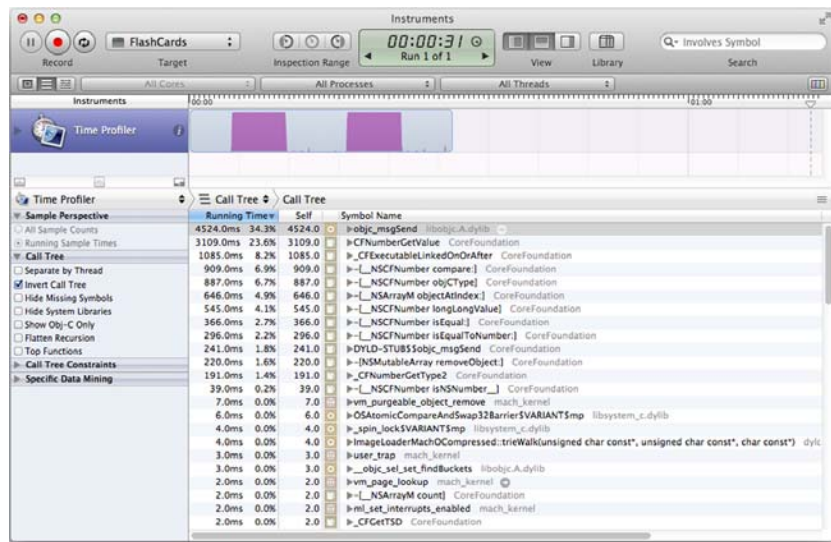 Instruments
FlashCards
00:00:31
Run 1 of 1
Q- Involves Symbol
Record Target Inspection Range View Library Search
All Cores All Processes All Threads
Instruments 00:00 01:00
Time Profiler
Time Profiler Call Tree Call Tree
Sample Perspective Running Time Self Symbol Name
All Sample Counts 4524.0ms 34.3% 4524.0 objc_msgSend libobjc.A.dylib
Running Sample Times 3109.0ms 23.6% 3109.0 CFNumberGetValue CoreFoundation
Call Tree 1085.0ms 8.2% 1085.0 _CFExecutableLinkedOnOrAfter CoreFoundation
Separate by Thread 909.0ms 6.9% 909.0 -[__NSCFNumber compare:] CoreFoundation
Invert Call Tree 887.0ms 6.7% 887.0 -[__NSCFNumber objCType] CoreFoundation
Hide Missing Symbols 646.0ms 4.9% 646.0 -[__NSArrayM objectAtIndex:] CoreFoundation
Hide System Libraries 545.0ms 4.1% 545.0 -[__NSCFNumber longLongValue] CoreFoundation
Show Obj-C Only 366.0ms 2.7% 366.0 -[__NSCFNumber isEqual:] CoreFoundation
Flatten Recursion 296.0ms 2.2% 296.0 -[__NSCFNumber isEqualToNumber:] CoreFoundation
Top Functions 241.0ms 1.8% 241.0 DYLD-STUB$$objc_msgSend CoreFoundation
Call Tree Constraints 220.0ms 1.6% 220.0 -[NSMutableArray removeObject:] CoreFoundation
Specific Data Mining 191.0ms 1.4% 191.0 _CFNumberGetType2 CoreFoundation
39.0ms 0.2% 39.0 -[__NSCFNumber isNSNumber__] CoreFoundation
7.0ms 0.0% 7.0 vm_purgeable_object_remove mach_kernel
6.0ms 0.0% 6.0 OSAtomicCompareAndSwap32Barrier$VARIANT$mp libsystem_c.dylib
4.0ms 0.0% 4.0 _spin_lock$VARIANT$mp libsystem_c.dylib
4.0ms 0.0% 4.0 ImageLoaderMachOCompressed::trieWalk(unsigned char const*, unsigned char const*, char const*) dylc
3.0ms 0.0% 3.0 user_trap mach_kernel
3.0ms 0.0% 3.0 __objc_sel_set_findBuckets libobjc.A.dylib
2.0ms 0.0% 2.0 vm_page_lookup mach_kernel
2.0ms 0.0% 2.0 -[__NSArrayM count] CoreFoundation
2.0ms 0.0% 2.0 ml_set_interrupts_enabled mach_kernel
2.0ms 0.0% 2.0 _CFGetTSD CoreFoundation